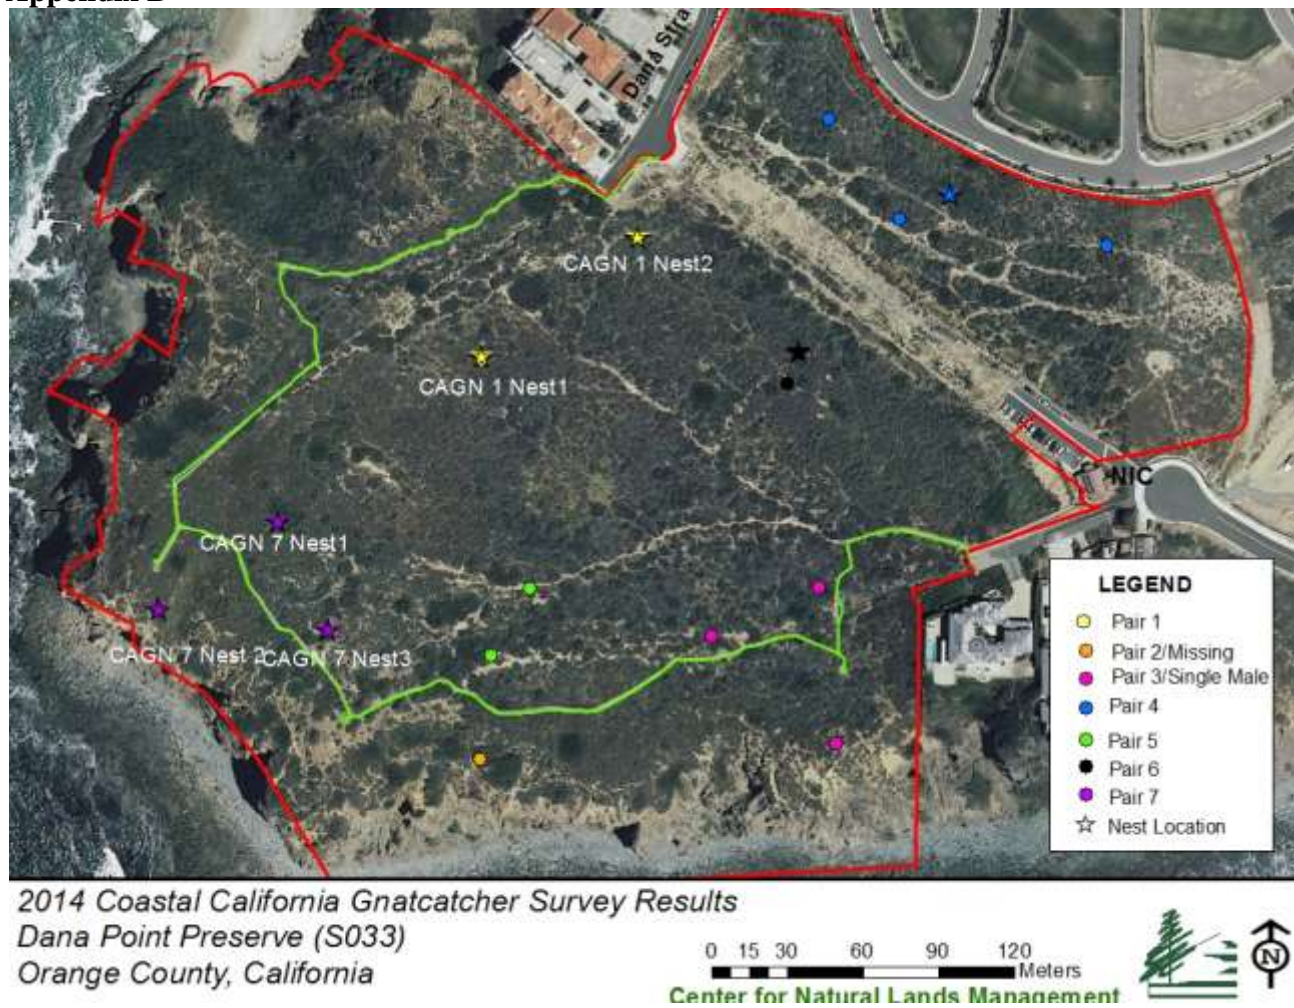 Dana Stra
CAGN 1 Nest2
CAGN 1 Nest1
NIC
CAGN 7 Nest1
CAGN 7 Nest 2
CAGN 7 Nest3
LEGEND
Pair 1
Pair 2/Missing
Pair 3/Single Male
Pair 4
Pair 5
Pair 6
Pair 7
Nest Location
2014 Coastal California Gnatcatcher Survey Results
Dana Point Preserve (S033)
Orange County, California
0 15 30 60 90 120
Meters
N
Center for Natural Lands Management